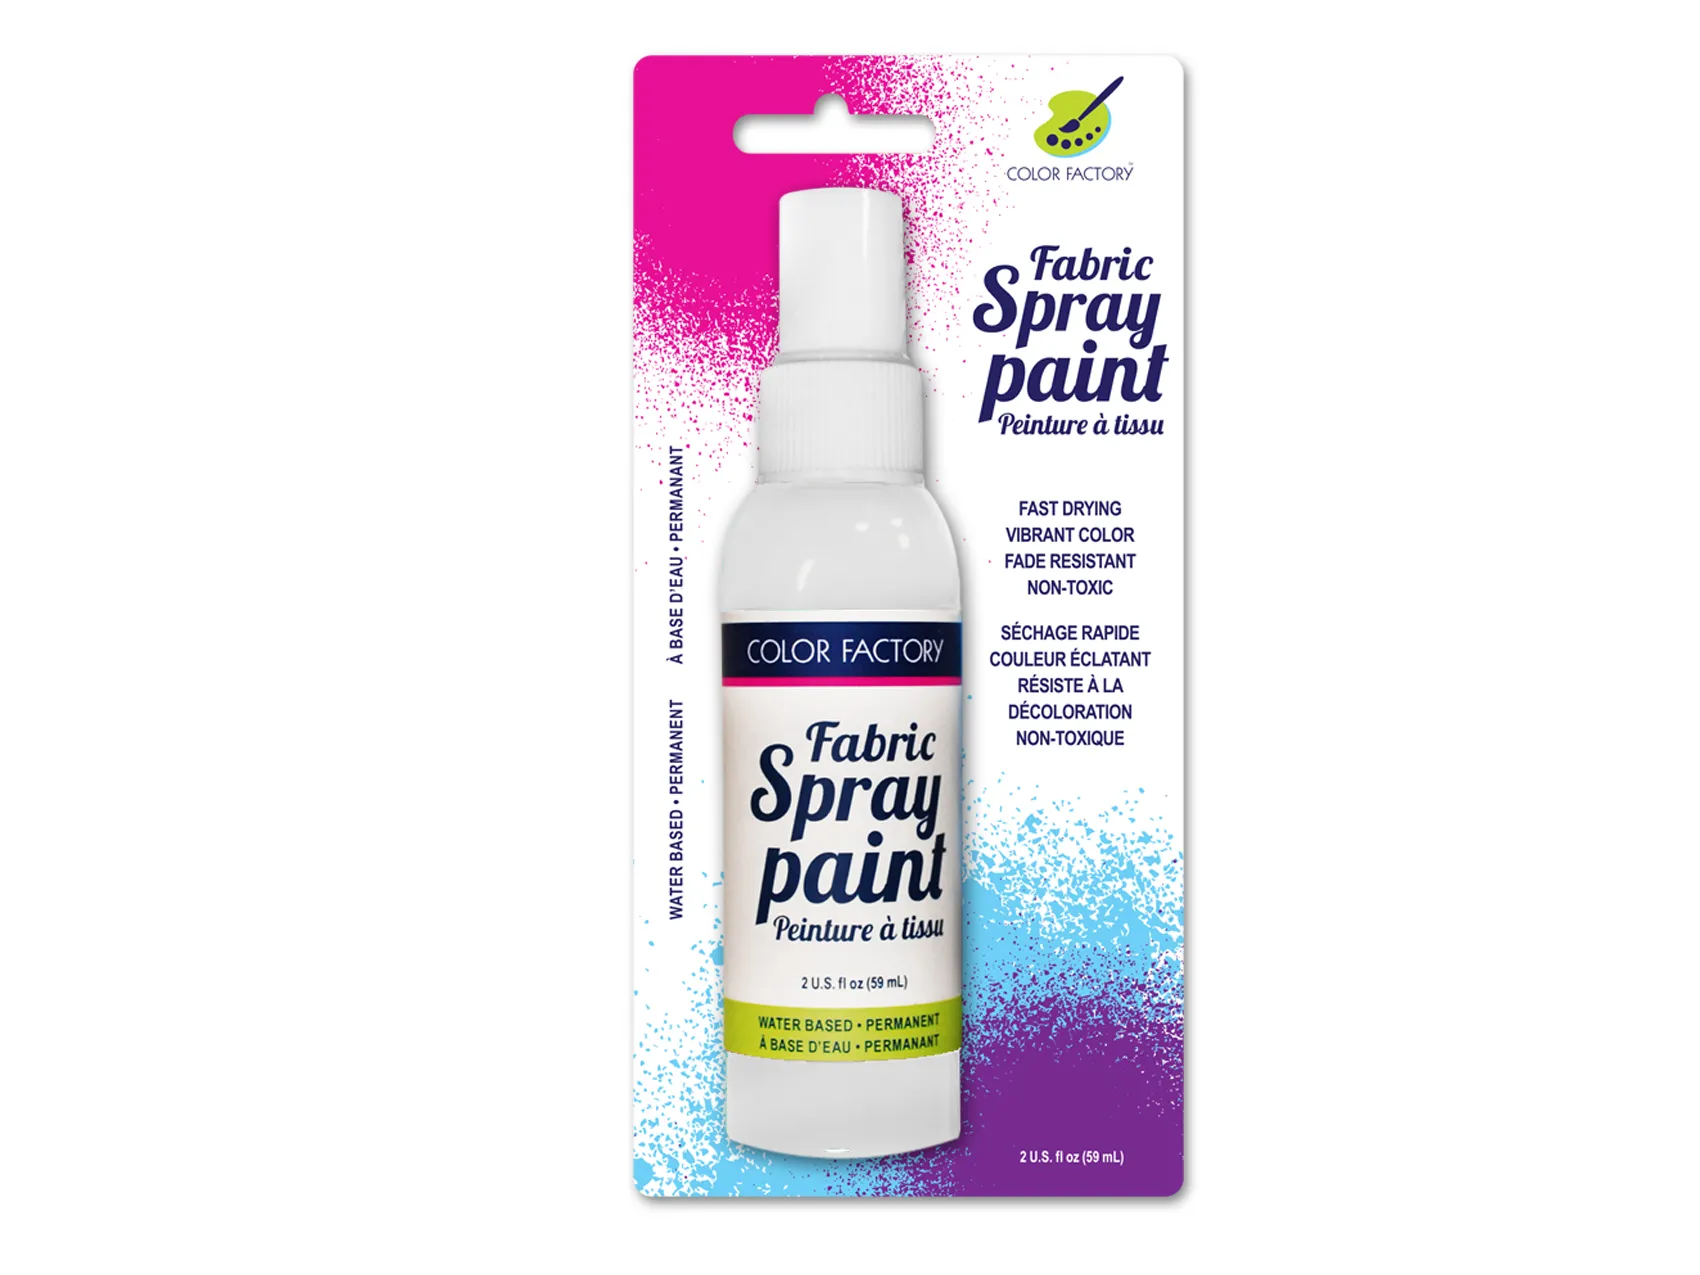 COLOR FACTORY™
Fabric
Spray
paint
Peinture à tissu
FAST DRYING
VIBRANT COLOR
FADE RESISTANT
NON-TOXIC
SÉCHAGE RAPIDE
COULEUR ÉCLATANT
RÉSISTE À LA
DÉCOLORATION
NON-TOXIQUE
À BASE D'EAU • PERMANANT
WATER BASED • PERMANENT
COLOR FACTORY
Fabric
Spray
paint
Peinture à tissu
2 U.S. fl oz (59 mL)
WATER BASED • PERMANENT
À BASE D'EAU • PERMANANT
2 U.S. fl oz (59 mL)